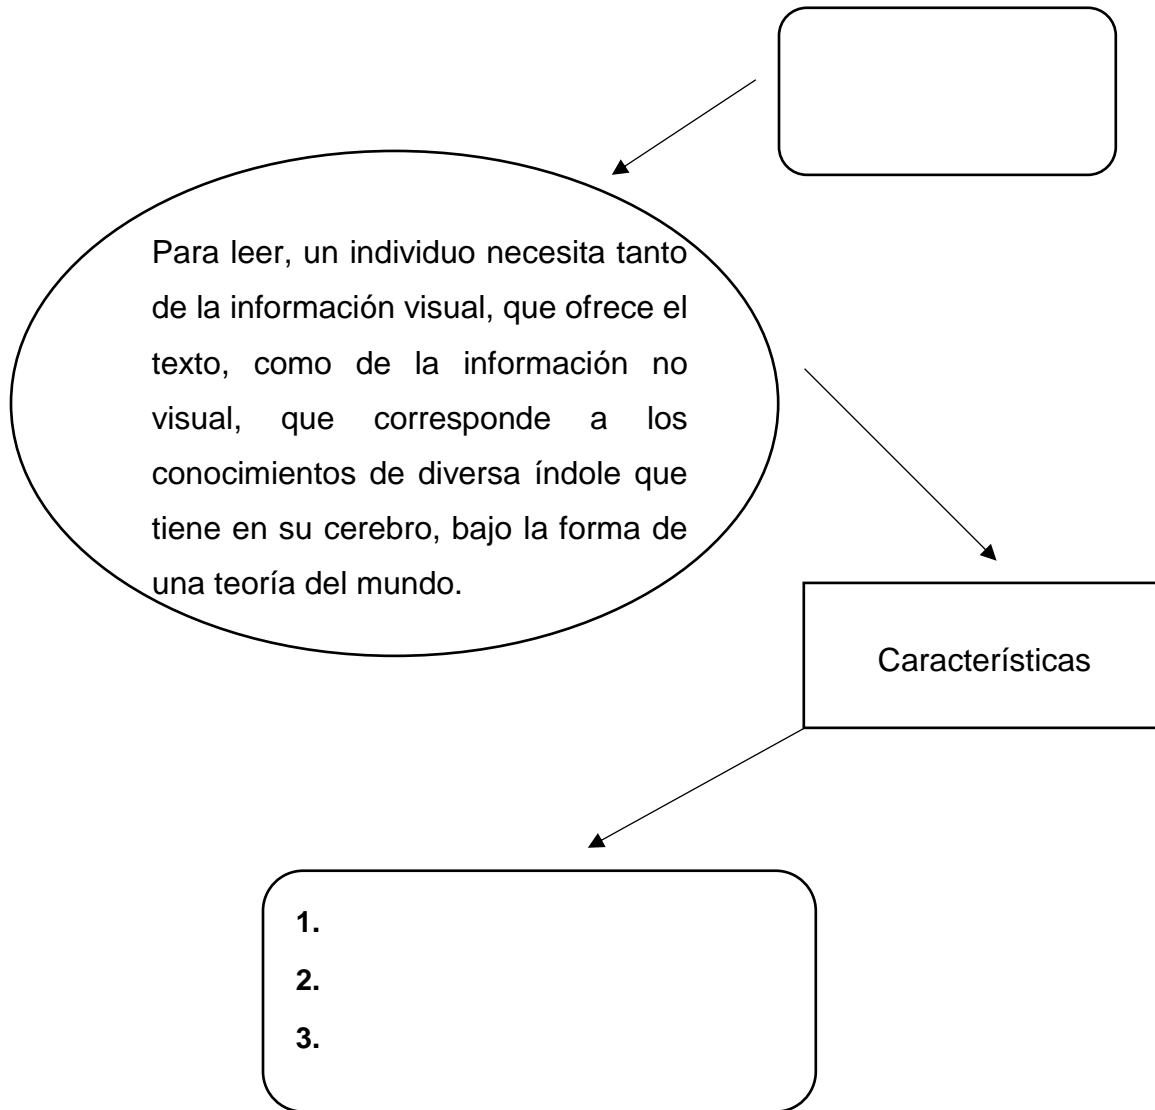 Para leer, un individuo necesita tanto
de la información visual, que ofrece el
texto, como de la información no
visual, que corresponde a los
conocimientos de diversa índole que
tiene en su cerebro, bajo la forma de
una teoría del mundo.
Características
1.
2.
3.